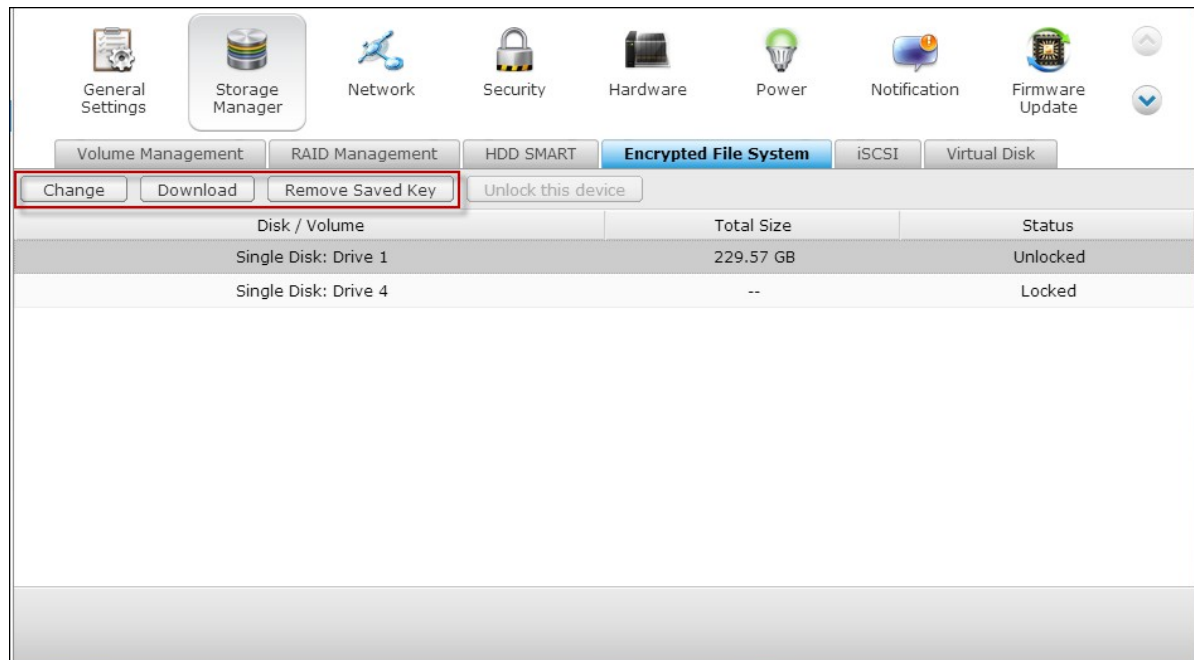 General Settings
Storage Manager
Network
Security
Hardware
Power
Notification
Firmware Update
Volume Management
RAID Management
HDD SMART
Encrypted File System
iSCSI
Virtual Disk
Change
Download
Remove Saved Key
Unlock this device
Disk / Volume
Total Size
Status
Single Disk: Drive 1
229.57 GB
Unlocked
Single Disk: Drive 4
--
Locked